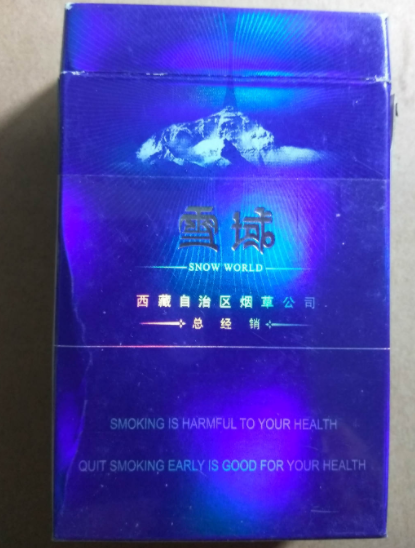 雪域
SNOW WORLD
西藏自治区烟草公司
总经销
SMOKING IS HARMFUL TO YOUR HEALTH
QUIT SMOKING EARLY IS GOOD FOR YOUR HEALTH